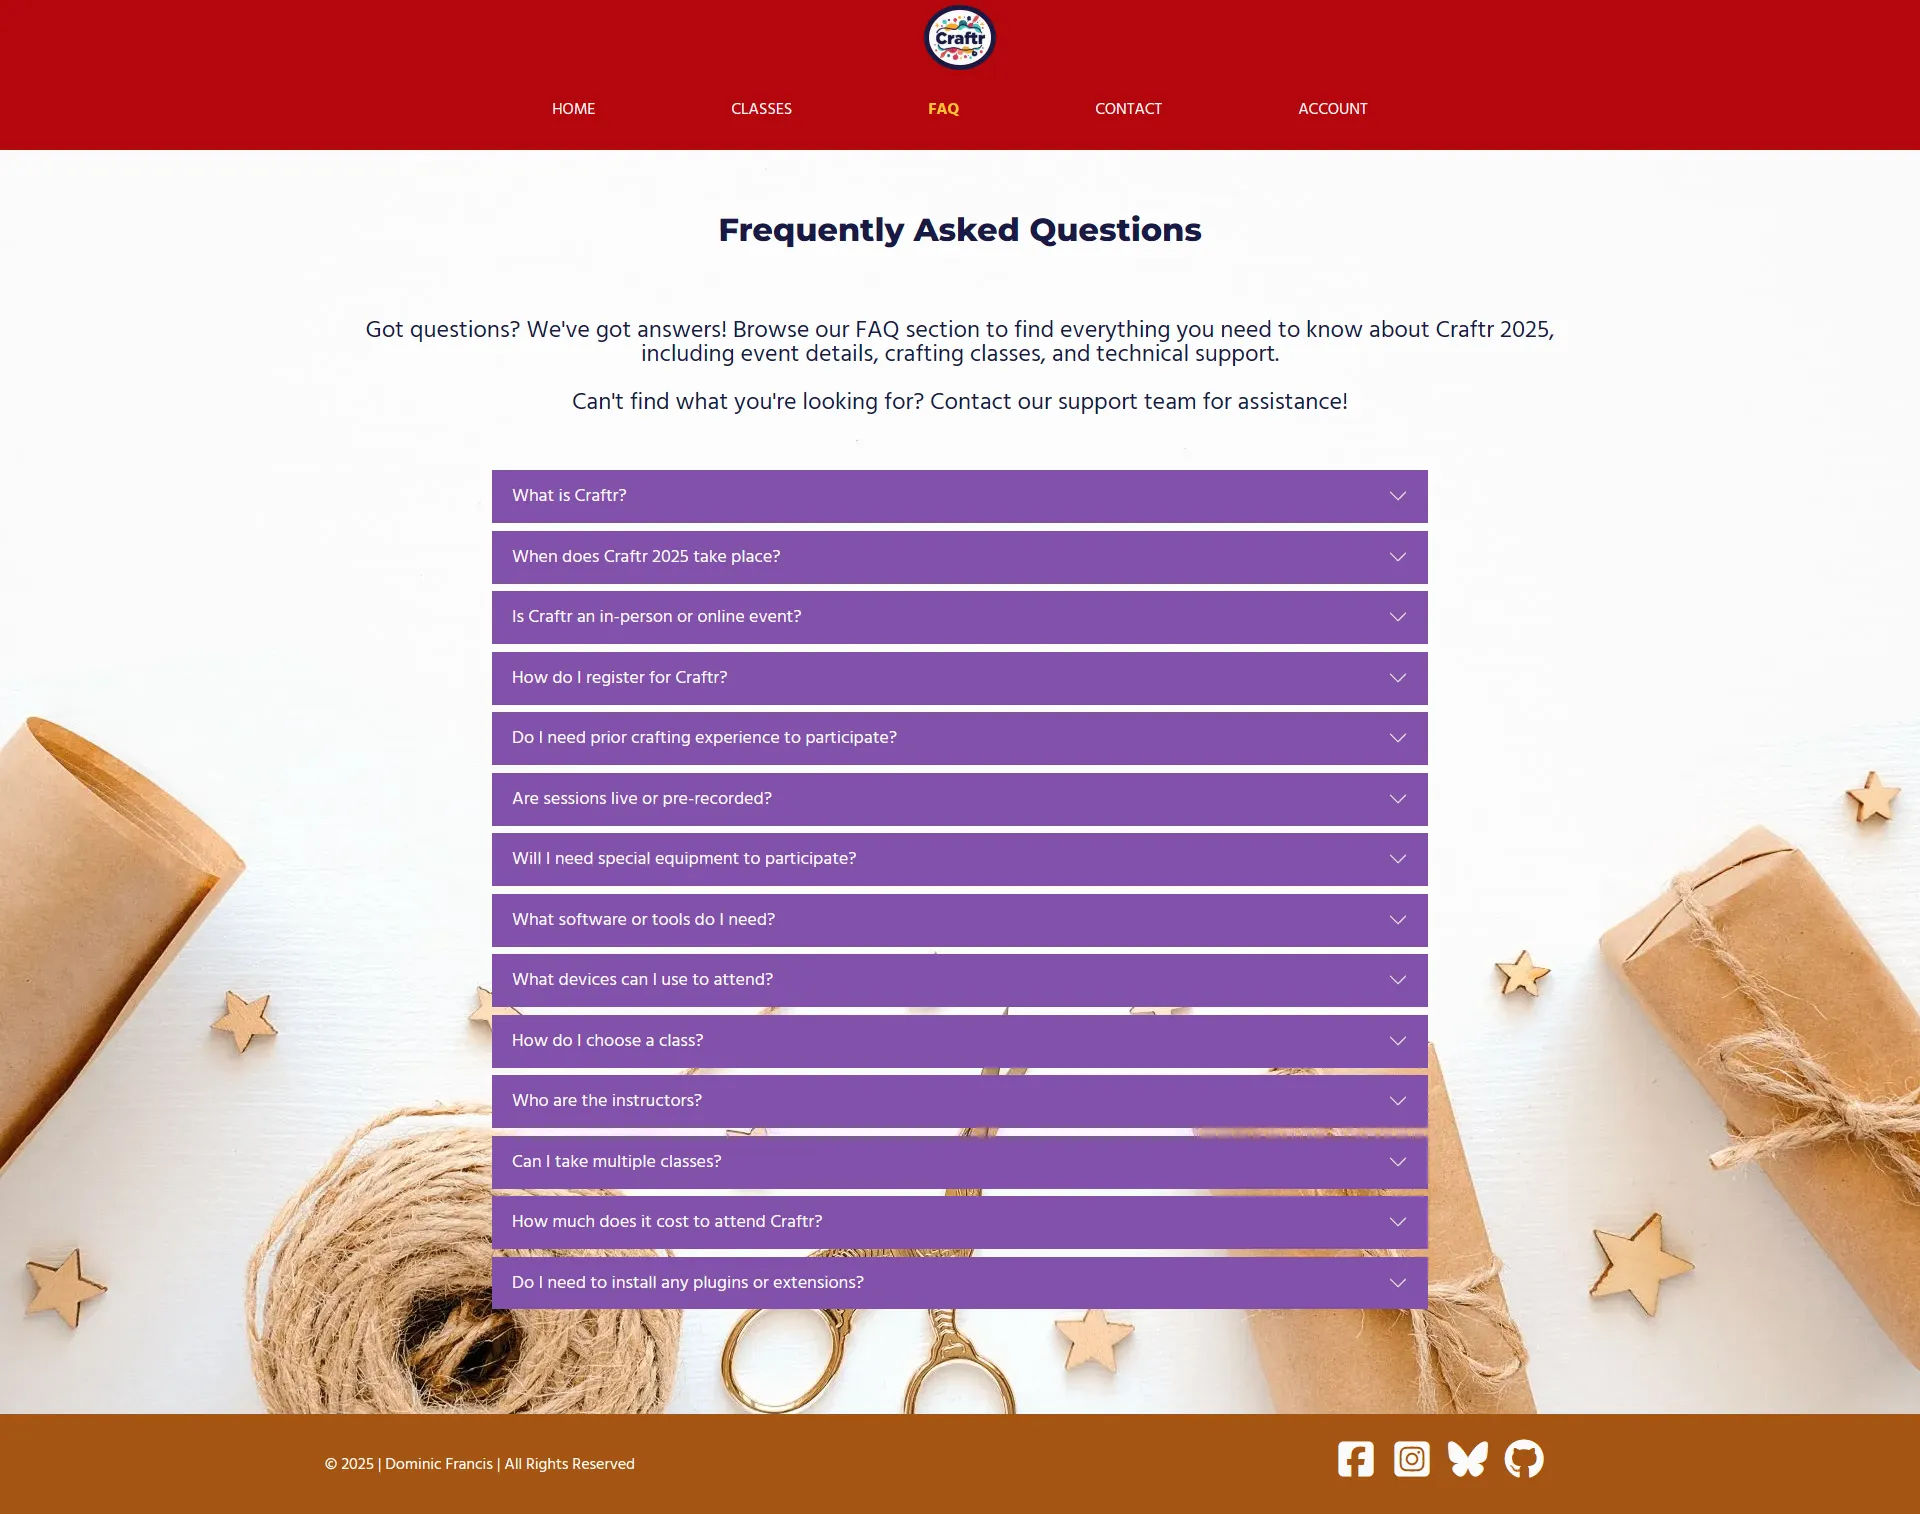 Craftr
HOME
CLASSES
FAQ
CONTACT
ACCOUNT
Frequently Asked Questions
Got questions? We've got answers! Browse our FAQ section to find everything you need to know about Craftr 2025,
including event details, crafting classes, and technical support.
Can't find what you're looking for? Contact our support team for assistance!
What is Craftr?
When does Craftr 2025 take place?
Is Craftr an in-person or online event?
How do I register for Craftr?
Do I need prior crafting experience to participate?
Are sessions live or pre-recorded?
Will I need special equipment to participate?
What software or tools do I need?
What devices can I use to attend?
How do I choose a class?
Who are the instructors?
Can I take multiple classes?
How much does it cost to attend Craftr?
Do I need to install any plugins or extensions?
© 2025 | Dominic Francis | All Rights Reserved